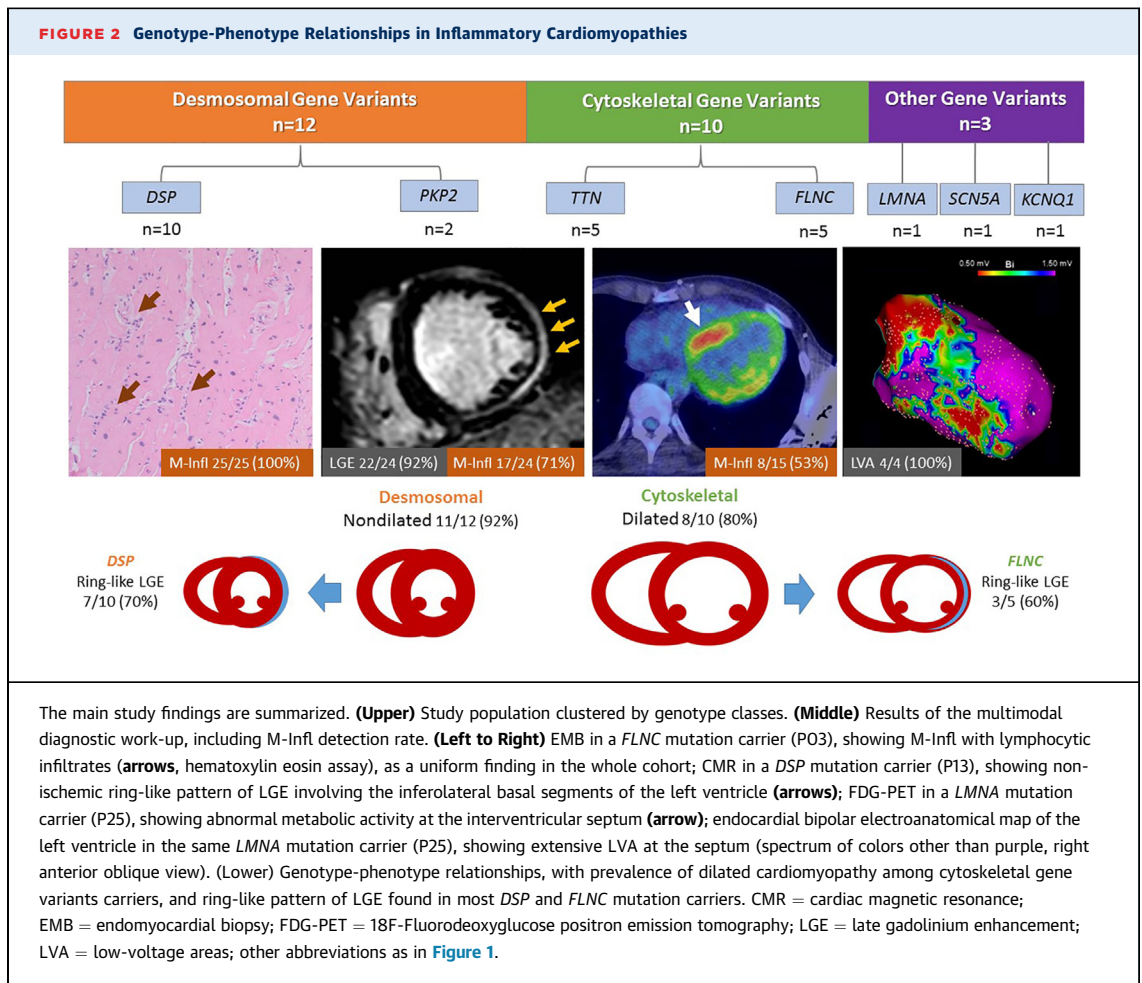 FIGURE 2 Genotype-Phenotype Relationships in Inflammatory Cardiomyopathies
Desmosomal Gene Variants
n=12
Cytoskeletal Gene Variants
n=10
Other Gene Variants
n=3
DSP
PKP2
TTN
FLNC
LMNA
SCN5A
KCNQ1
n=10
n=2
n=5
n=5
n=1
n=1
n=1
0.50 mV Bi 1.50 mV
M-Infl 25/25 (100%)
LGE 22/24 (92%)
M-Infl 17/24 (71%)
M-Infl 8/15 (53%)
LVA 4/4 (100%)
Desmosomal
Nondilated 11/12 (92%)
Cytoskeletal
Dilated 8/10 (80%)
DSP
Ring-like LGE
7/10 (70%)
FLNC
Ring-like LGE
3/5 (60%)
The main study findings are summarized. (Upper) Study population clustered by genotype classes. (Middle) Results of the multimodal
diagnostic work-up, including M-Infl detection rate. (Left to Right) EMB in a FLNC mutation carrier (P03), showing M-Infl with lymphocytic
infiltrates (arrows, hematoxylin eosin assay), as a uniform finding in the whole cohort; CMR in a DSP mutation carrier (P13), showing non-
ischemic ring-like pattern of LGE involving the inferolateral basal segments of the left ventricle (arrows); FDG-PET in a LMNA mutation
carrier (P25), showing abnormal metabolic activity at the interventricular septum (arrow); endocardial bipolar electroanatomical map of the
left ventricle in the same LMNA mutation carrier (P25), showing extensive LVA at the septum (spectrum of colors other than purple, right
anterior oblique view). (Lower) Genotype-phenotype relationships, with prevalence of dilated cardiomyopathy among cytoskeletal gene
variants carriers, and ring-like pattern of LGE found in most DSP and FLNC mutation carriers. CMR = cardiac magnetic resonance;
EMB = endomyocardial biopsy; FDG-PET = 18F-Fluorodeoxyglucose positron emission tomography; LGE = late gadolinium enhancement;
LVA = low-voltage areas; other abbreviations as in Figure 1.